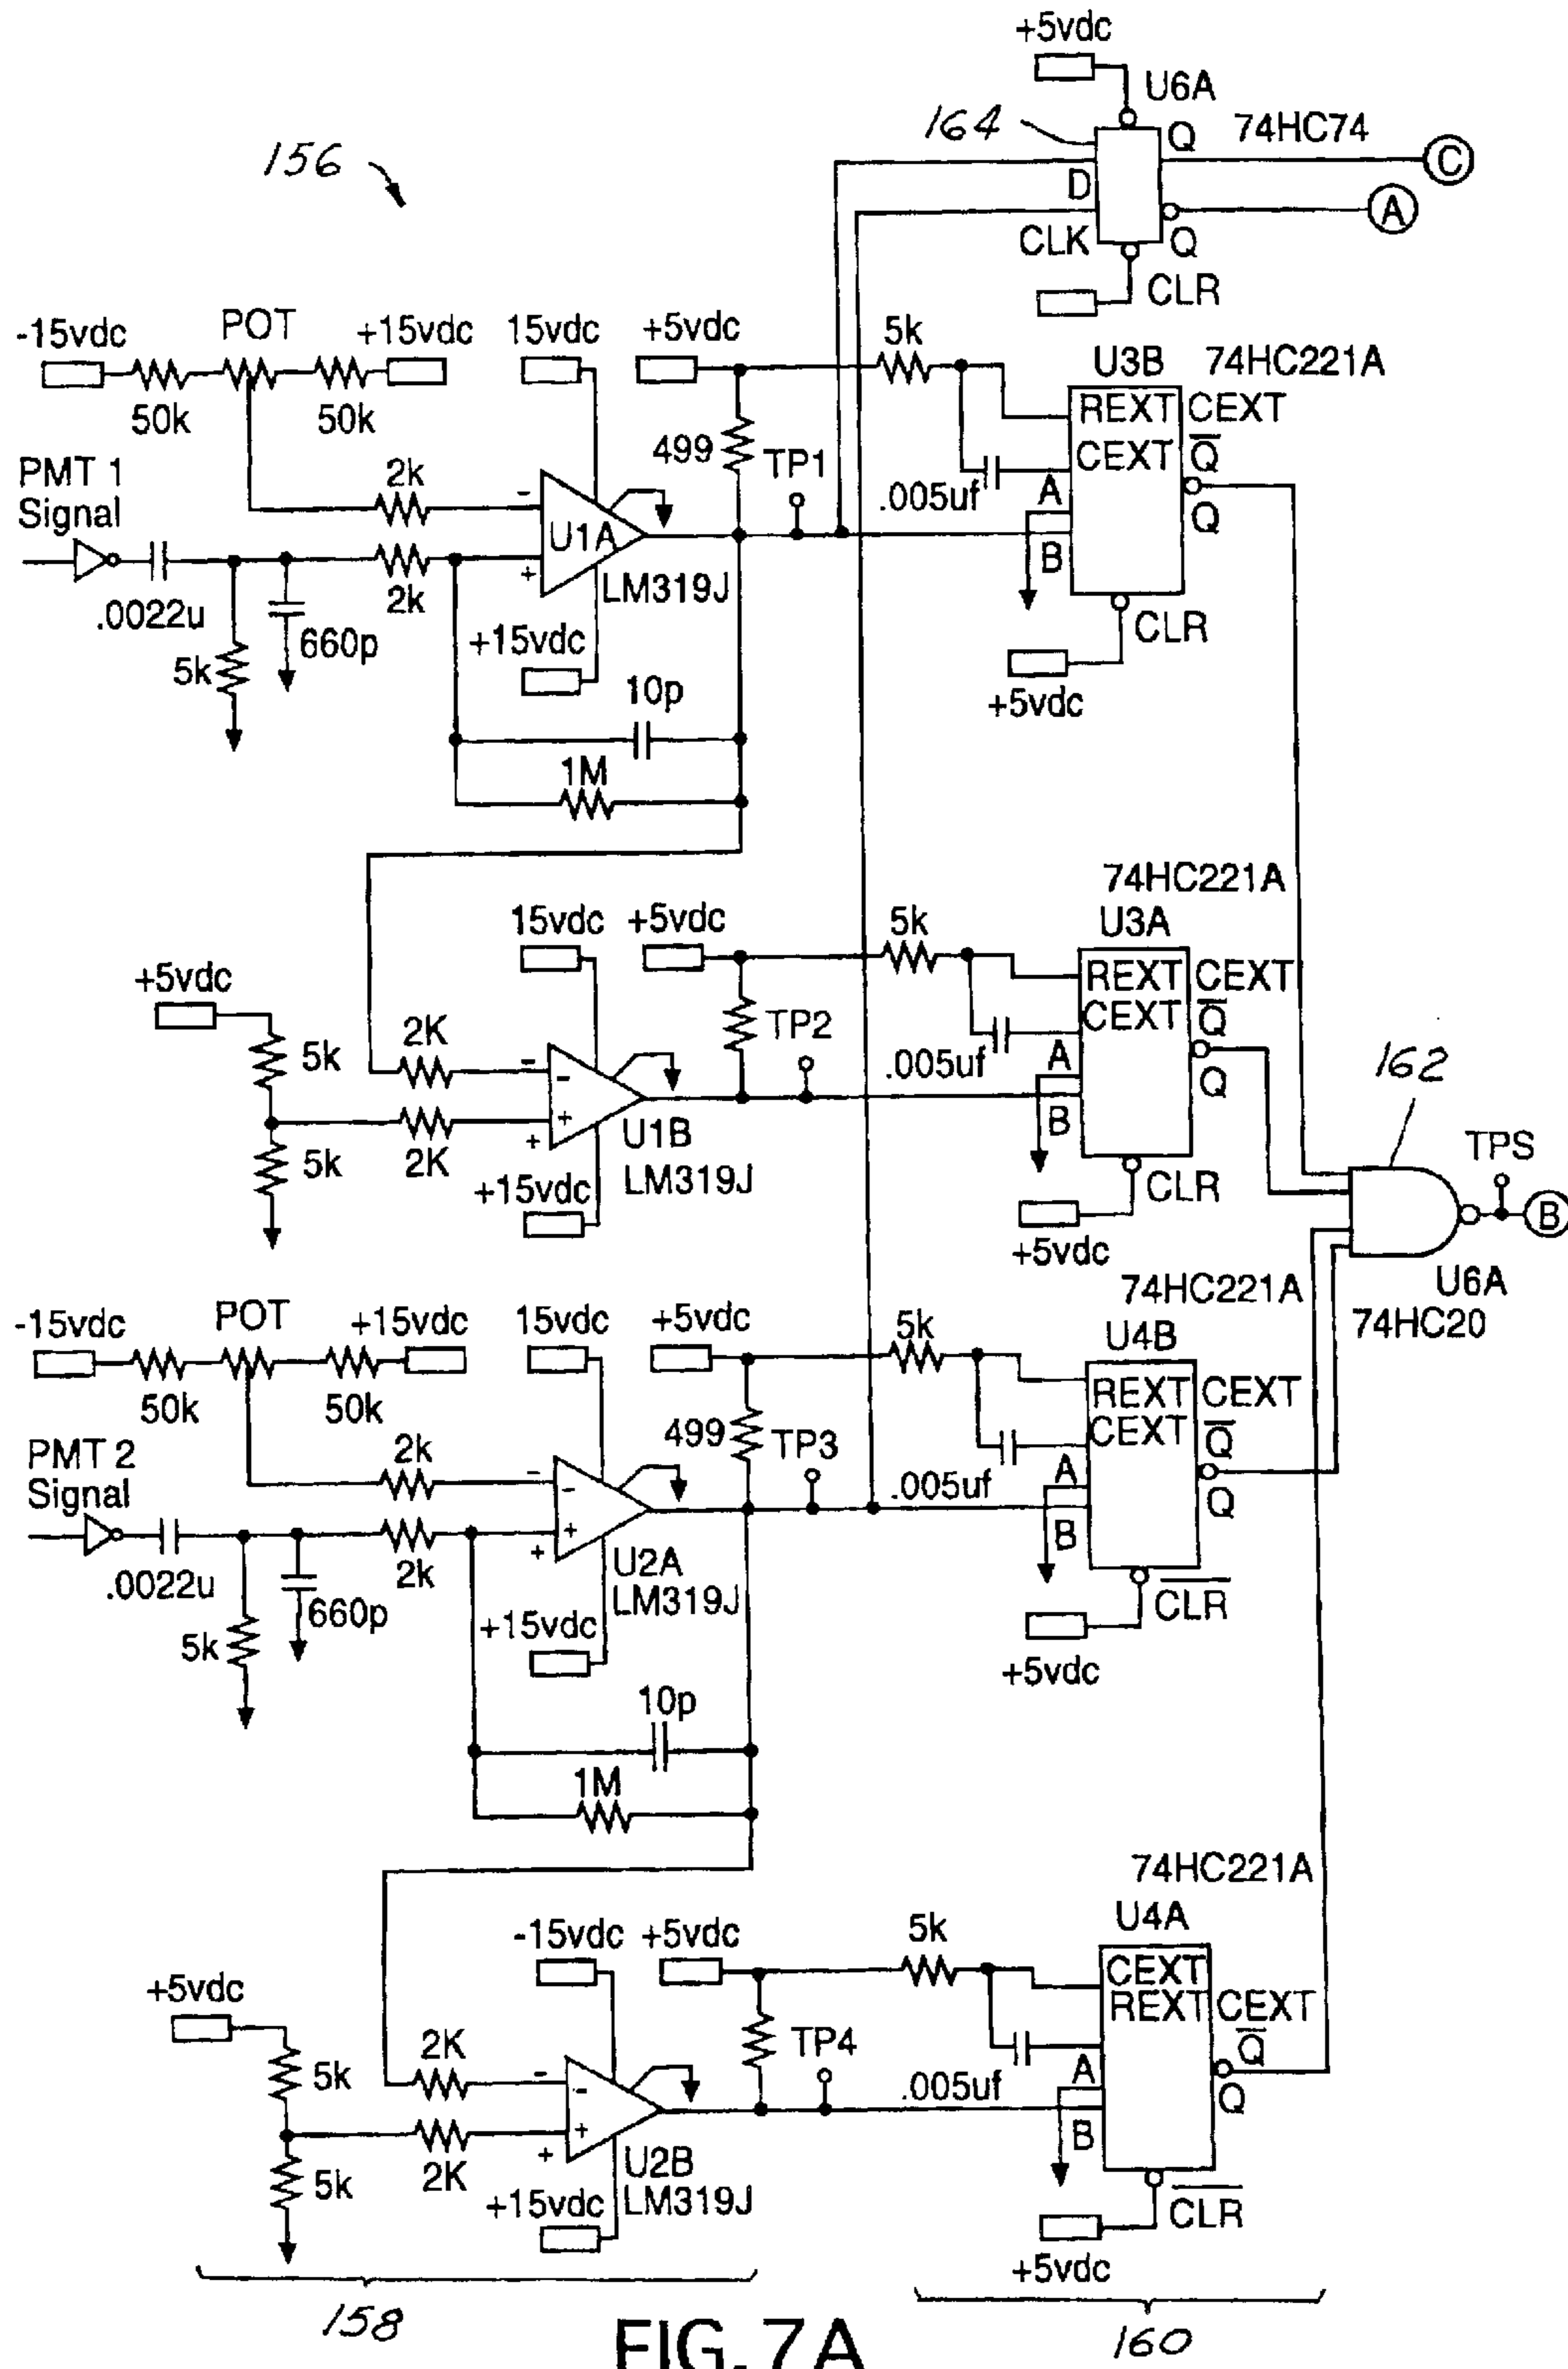 +5vdc
U6A
164
Q
74HC74
C
156
D
A
CLK
Q
CLR
-15vdc
POT
+15vdc
15vdc
+5vdc
5k
U3B
74HC221A
50k
50k
REXT
CEXT
499
TP1
CEXT
Q̅
PMT 1
Signal
2k
-
.005uf
A
Q
U1A
B
+
.0022u
2k
LM319J
CLR
5k
660p
+15vdc
+5vdc
10p
1M
74HC221A
15vdc
+5vdc
5k
U3A
+5vdc
REXT
CEXT
CEXT
Q̅
2K
TP2
5k
-
-
.005uf
A
Q
162
+
B
5k
2K
+
U1B
LM319J
TPS
+15vdc
CLR
B
+5vdc
U6A
74HC221A
74HC20
-15vdc
POT
+15vdc
15vdc
+5vdc
5k
U4B
50k
50k
REXT
CEXT
499
TP3
CEXT
Q̅
PMT 2
Signal
2k
-
-
.005uf
A
Q
+
B
.0022u
2k
+
U2A
LM319J
C̅L̅R̅
5k
660p
+15vdc
+5vdc
10p
1M
74HC221A
-15vdc
+5vdc
5k
U4A
+5vdc
CEXT
REXT
CEXT
2K
TP4
Q̅
5k
-
-
.005uf
A
Q
+
B
5k
2K
+
U2B
LM319J
+15vdc
C̅L̅R̅
+5vdc
158
FIG. 7A
160